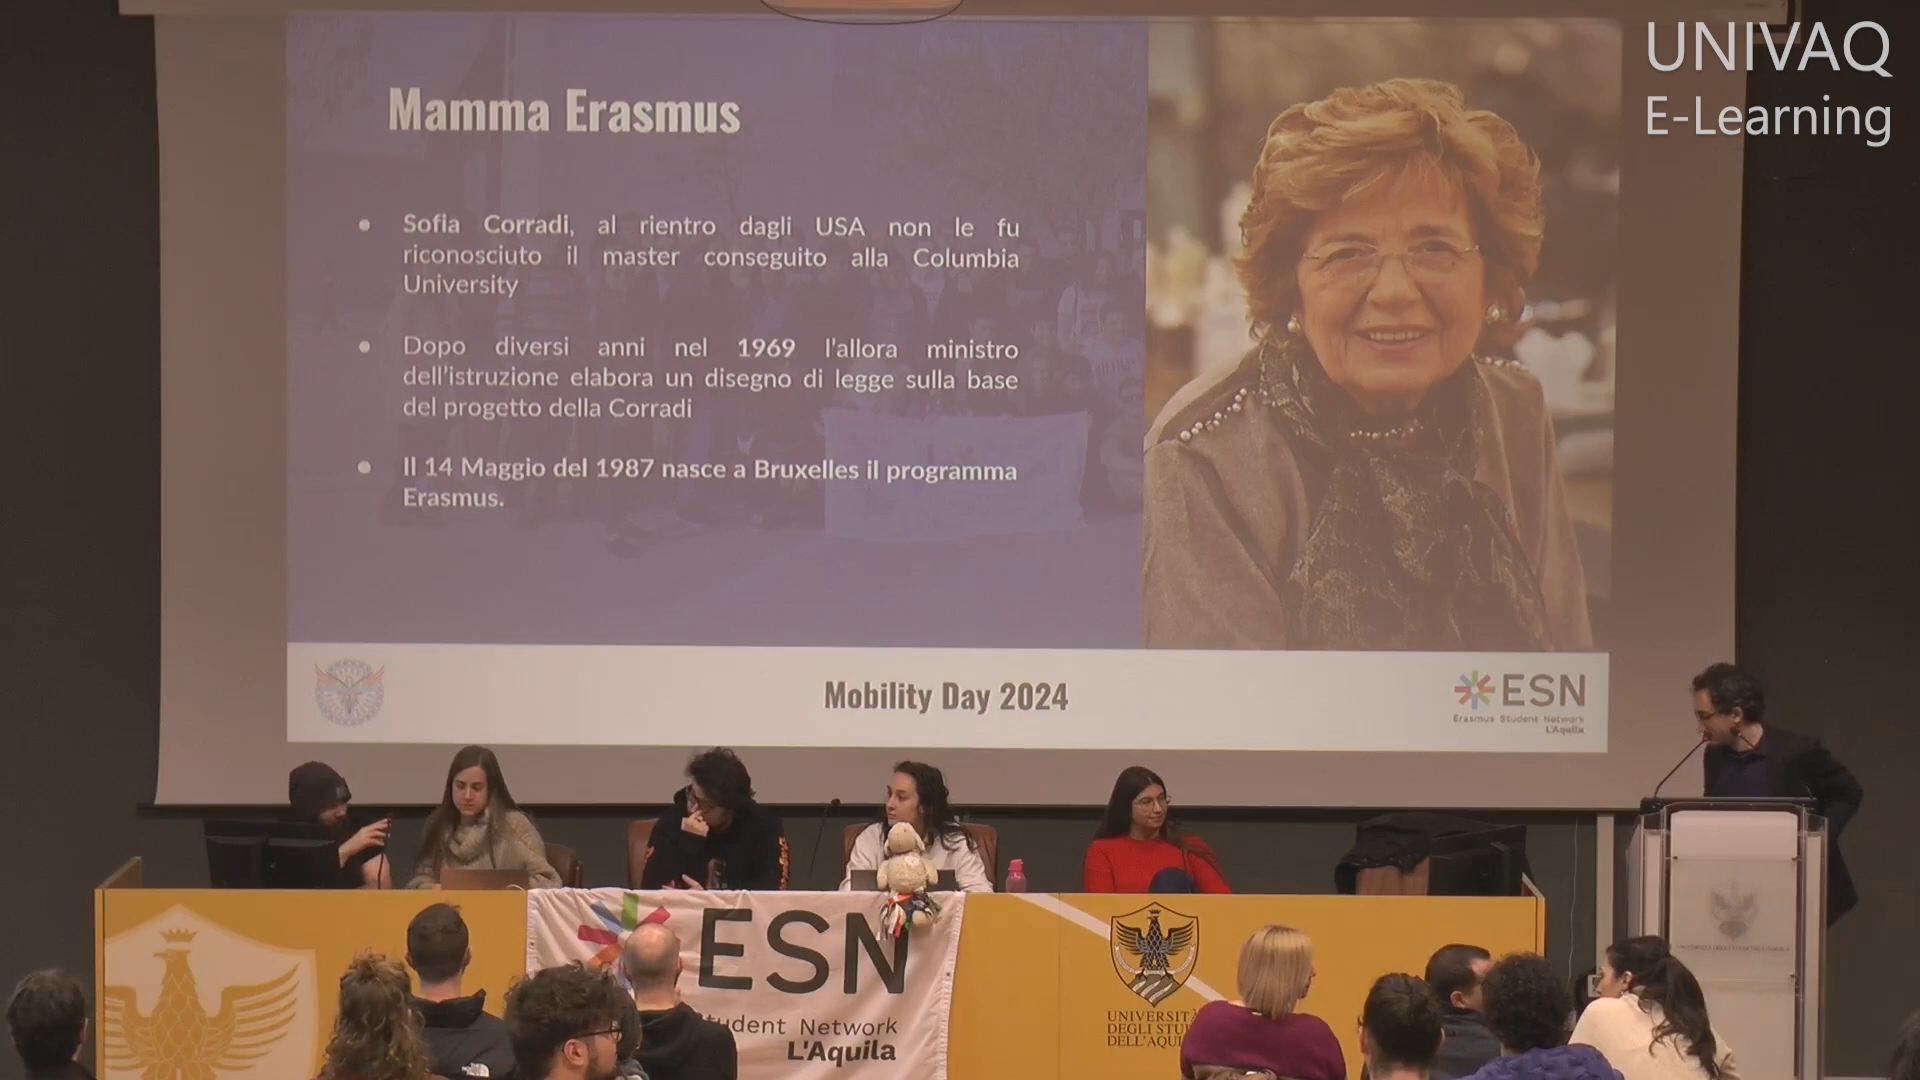 UNIVAQ
E-Learning
Mamma Erasmus
Sofia Corradi, al rientro dagli USA non le fu
riconosciuto il master conseguito alla Columbia
University
Dopo diversi anni nel 1969 l'allora ministro
dell'istruzione elabora un disegno di legge sulla base
del progetto della Corradi
Il 14 Maggio del 1987 nasce a Bruxelles il programma
Erasmus.
Mobility Day 2024
ESN
Erasmus Student Network
L'Aquila
ESN
Student Network
L'Aquila
UNIVERSITÀ
DEGLI STU
DELL'AQUI